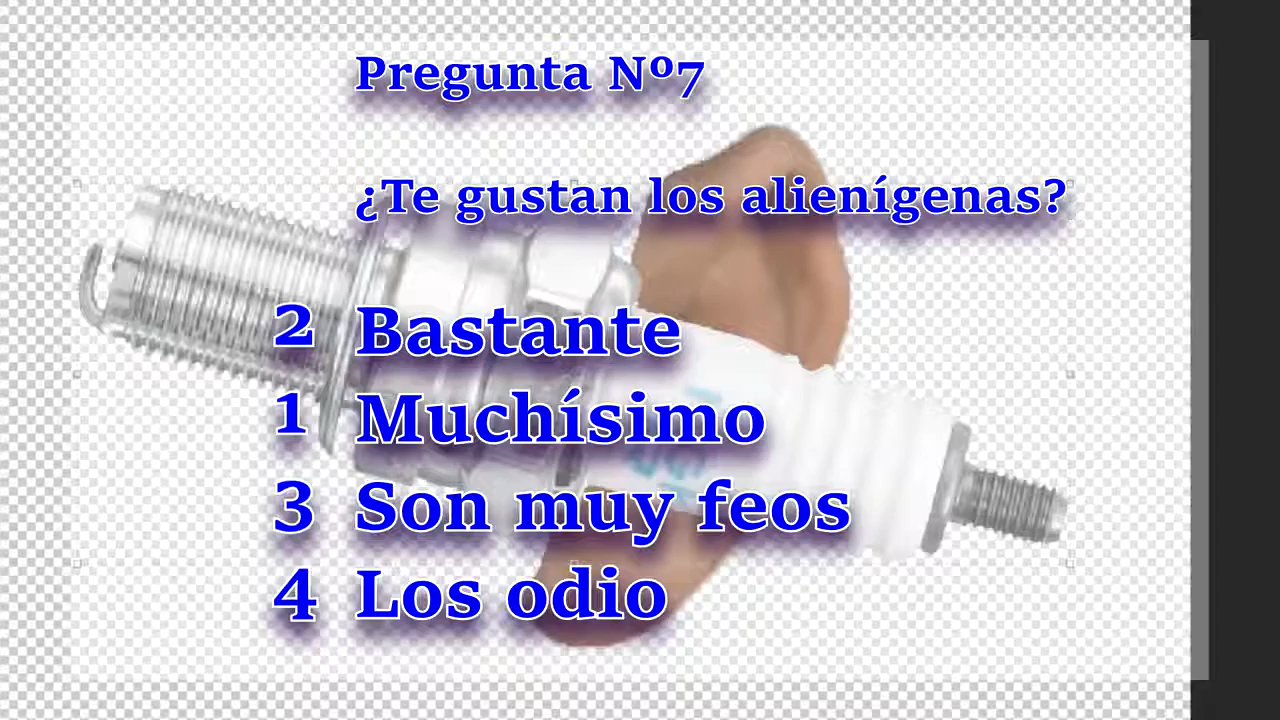 Pregunta Nº7
¿Te gustan los alienígenas?
2 Bastante
1 Muchísimo
3 Son muy feos
4 Los odio